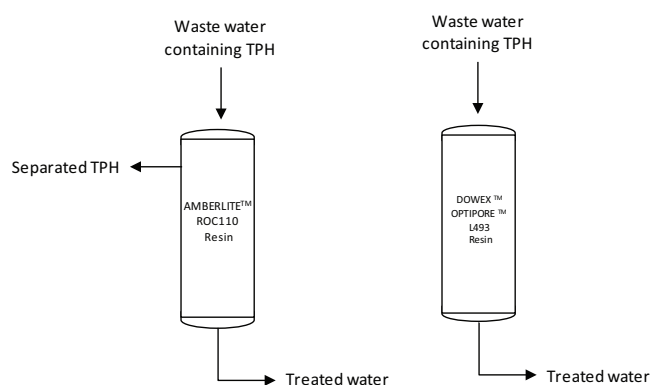 Waste water
containing TPH
Separated TPH
AMBERLITE™
ROC110
Resin
Treated water
Waste water
containing TPH
DOWEX ™
OPTIPORE ™
L493
Resin
Treated water